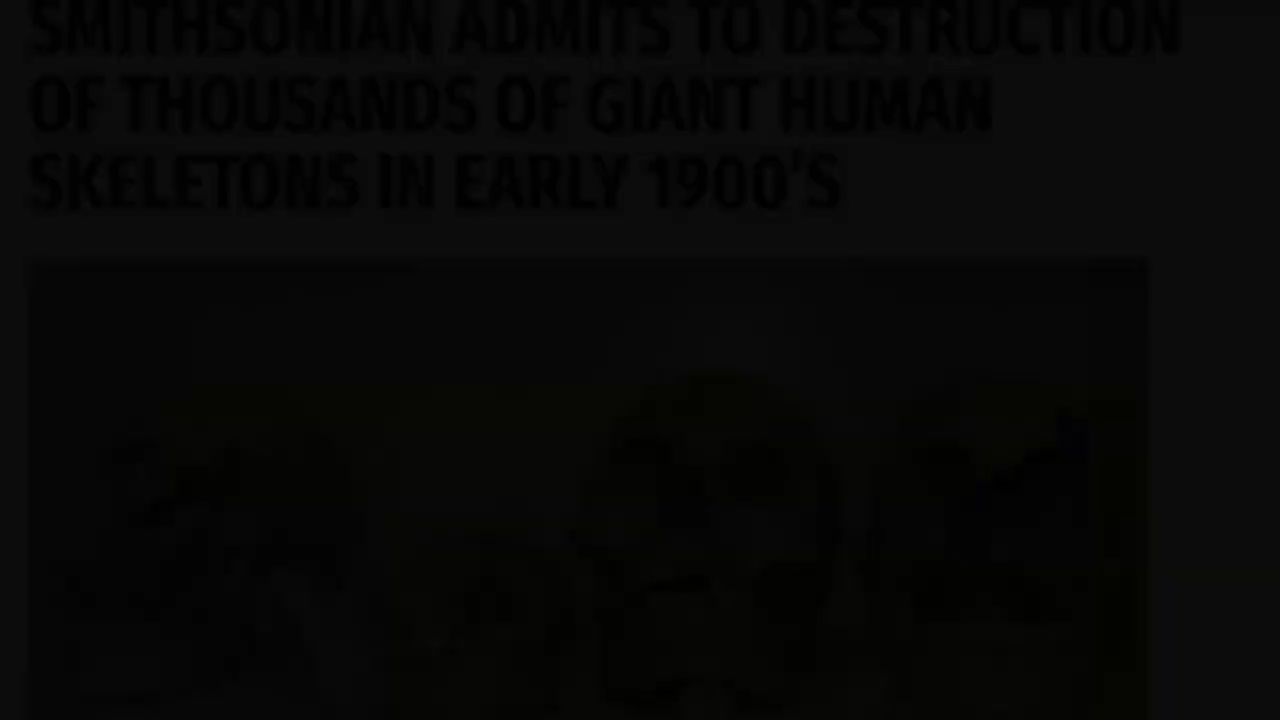 SMITHSONIAN ADMITS TO DESTRUCTION
OF THOUSANDS OF GIANT HUMAN
SKELETONS IN EARLY 1900'S